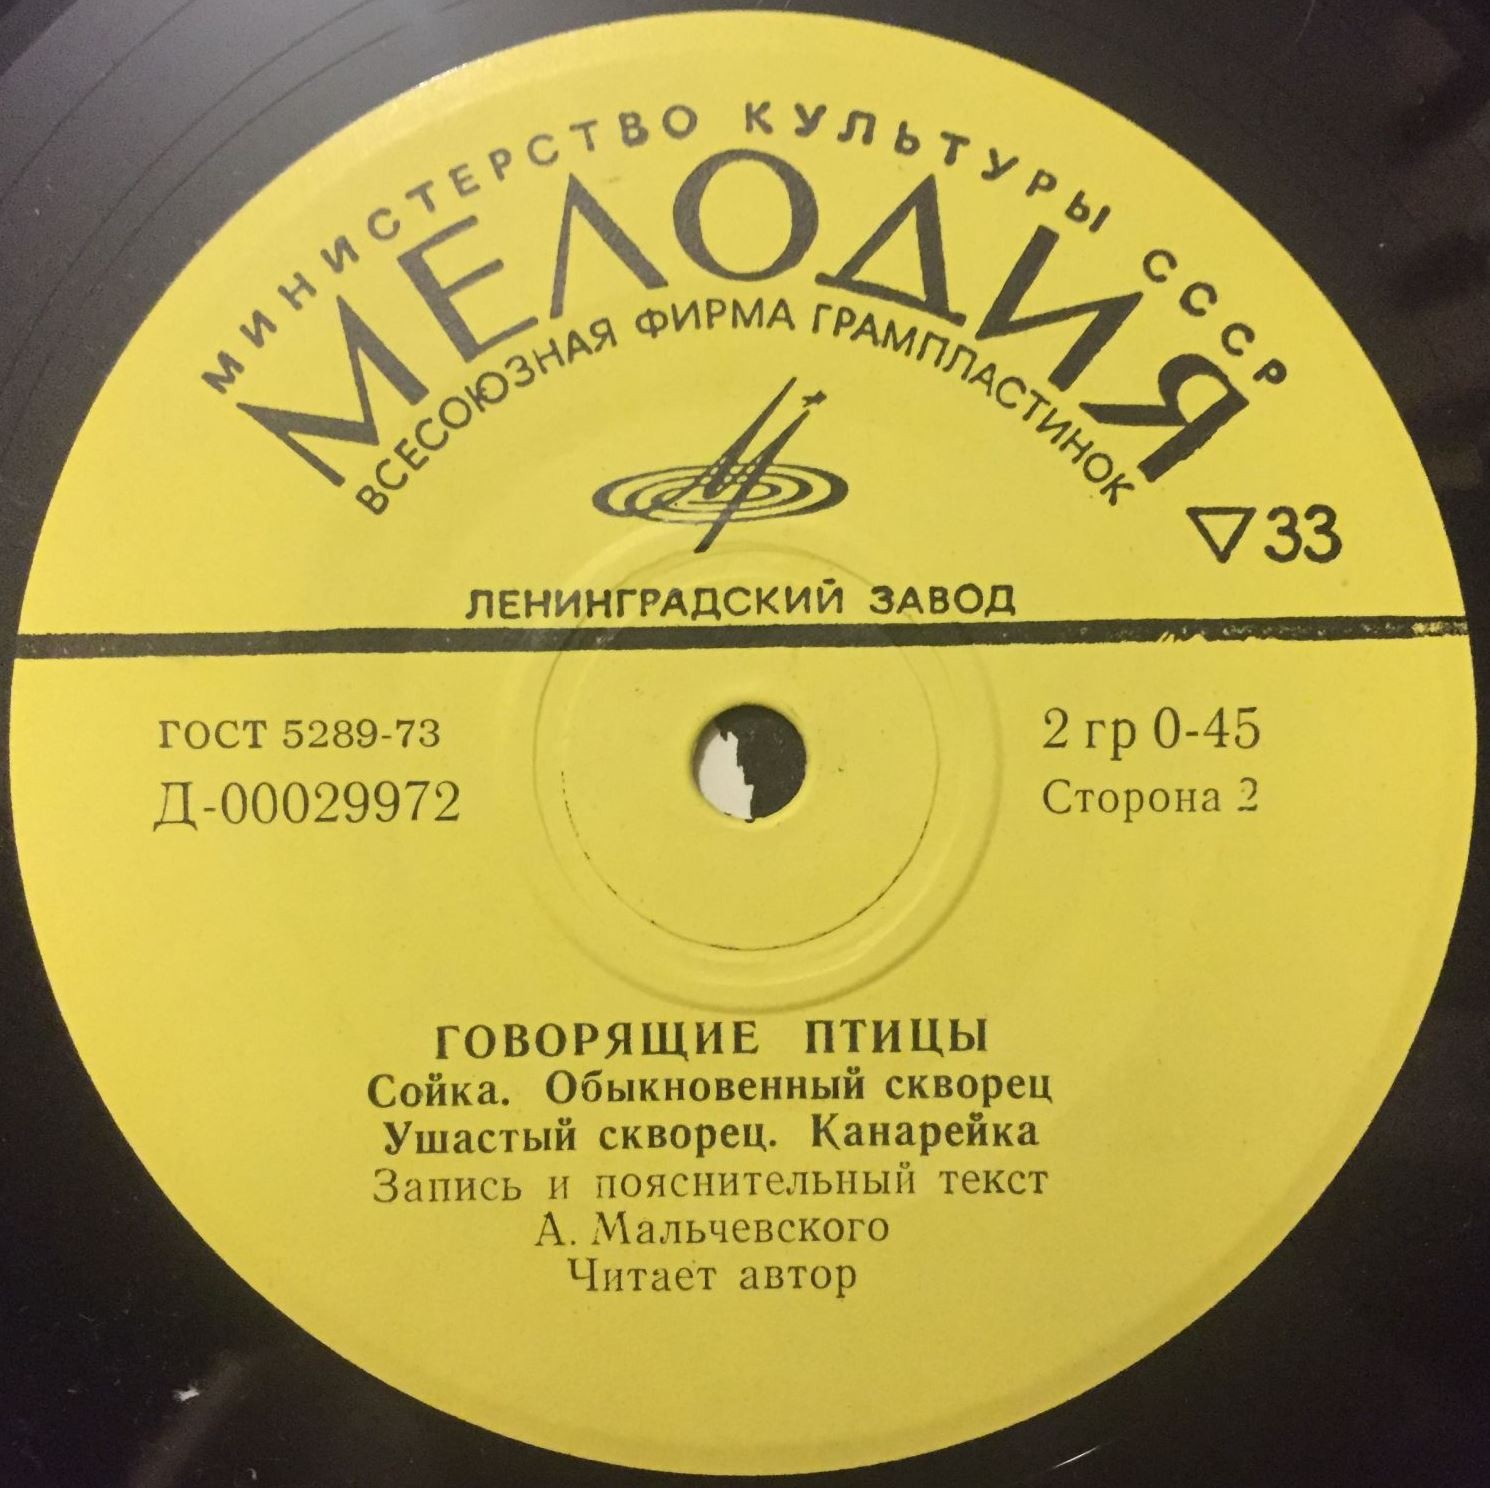 МИНИСТЕРСТВО КУЛЬТУРЫ СССР
МЕЛОДИЯ
ВСЕСОЮЗНАЯ ФИРМА ГРАМПЛАСТИНОК
▽33
ЛЕНИНГРАДСКИЙ ЗАВОД
ГОСТ 5289-73
Д-00029972
2 гр 0-45
Сторона 2
ГОВОРЯЩИЕ ПТИЦЫ
Сойка. Обыкновенный скворец
Ушастый скворец. Канарейка
Запись и пояснительный текст
А. Мальчевского
Читает автор